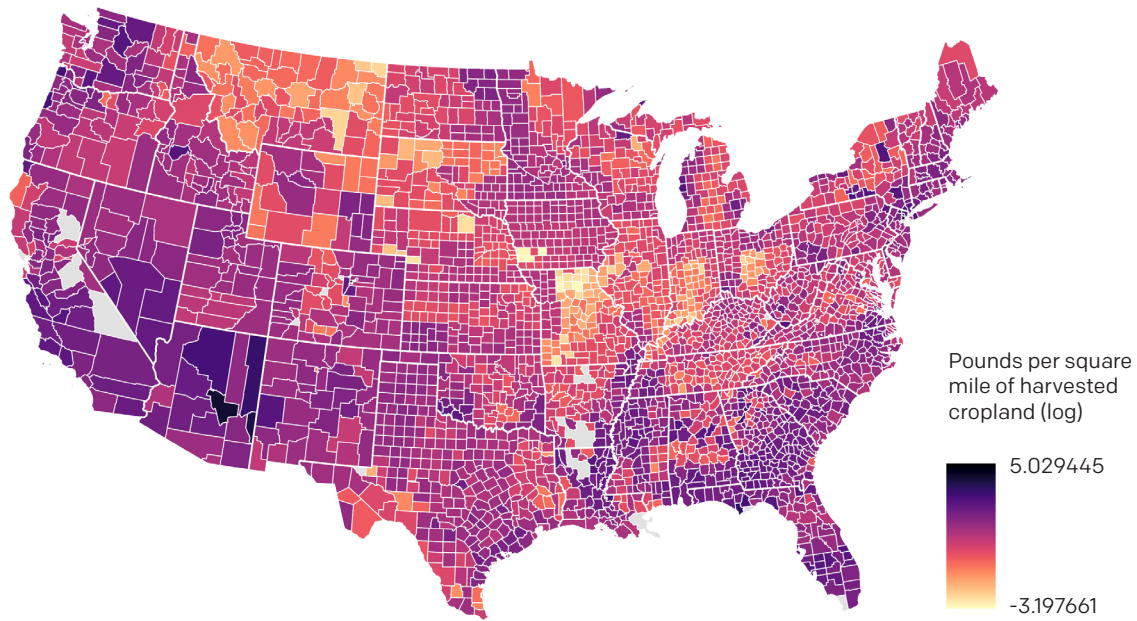 Pounds per square
mile of harvested
cropland (log)
5.029445
-3.197661